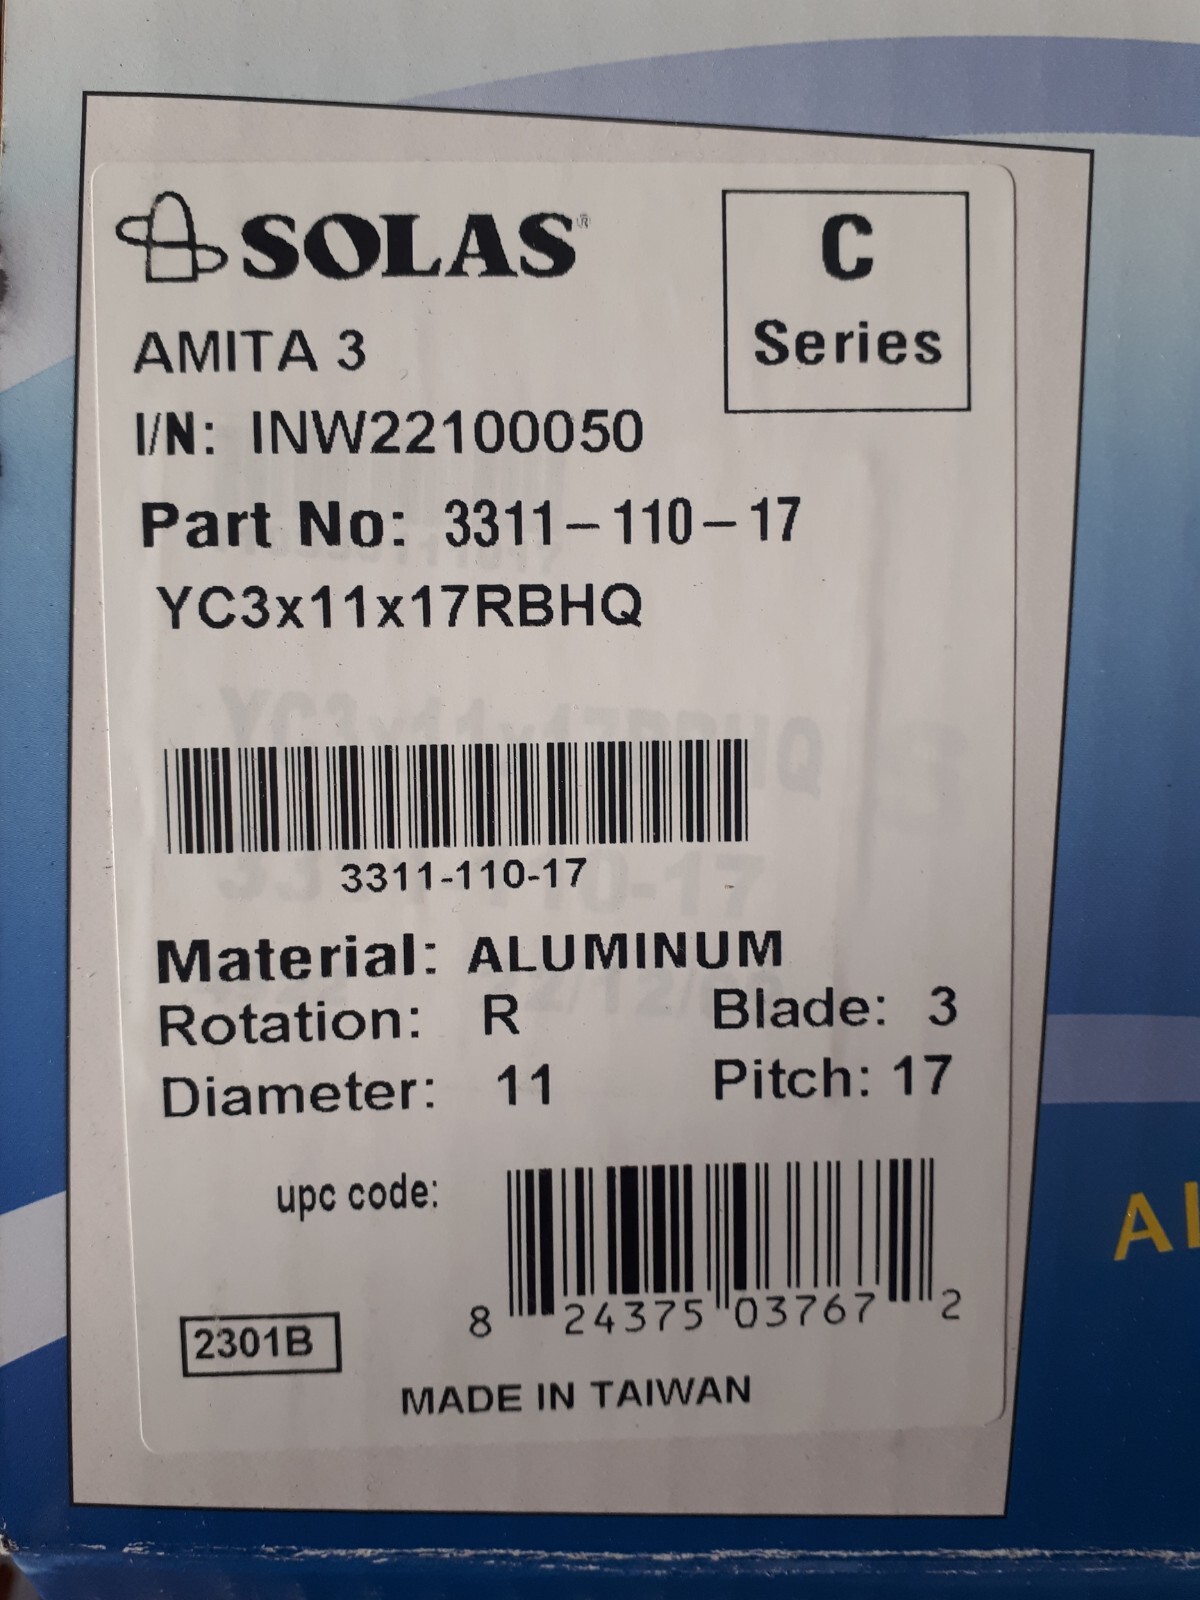 SOLAS®
C
Series
AMITA 3
I/N: INW22100050
Part No: 3311-110-17
YC3x11x17RBHQ
3311-110-17
Material: ALUMINUM
Rotation: R Blade: 3
Diameter: 11 Pitch: 17
upc code:
8 24375 03767 2
2301B
MADE IN TAIWAN